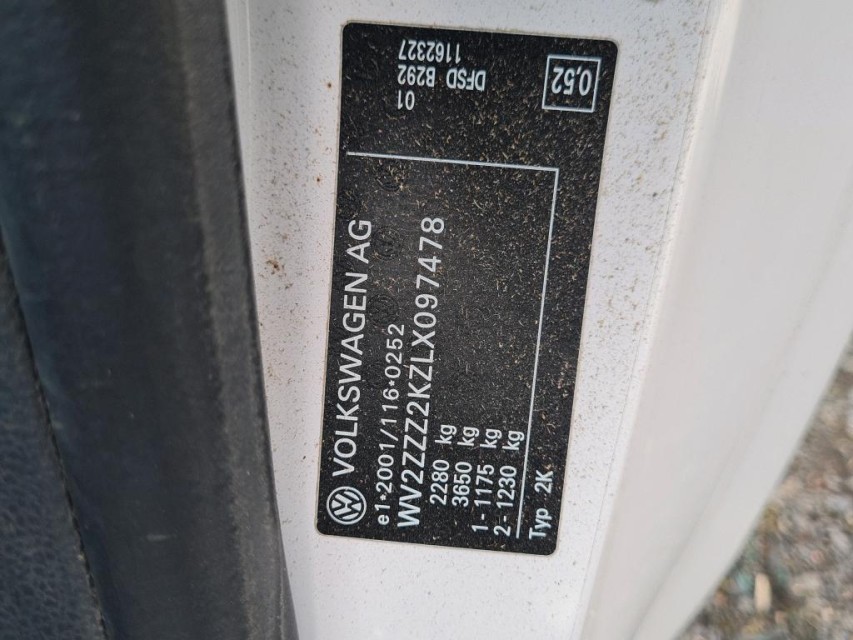 VOLKSWAGEN AG
e1*2001/116*0252
WV2ZZZ2KZLX097478
2280 kg
3650 kg
1- 1175 kg
2- 1230 kg
Typ 2K
01
DFSD B292
1162327
0,52